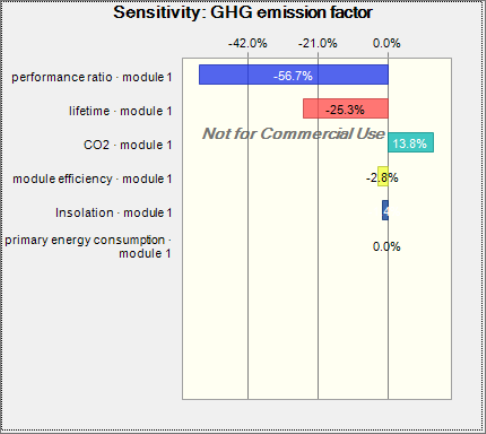 Sensitivity: GHG emission factor
-42.0% -21.0% 0.0%
performance ratio · module 1 -56.7%
lifetime · module 1 -25.3%
Not for Commercial Use
CO2 · module 1 13.8%
module efficiency · module 1 -2.8%
Insolation · module 1
primary energy consumption ·
module 1 0.0%